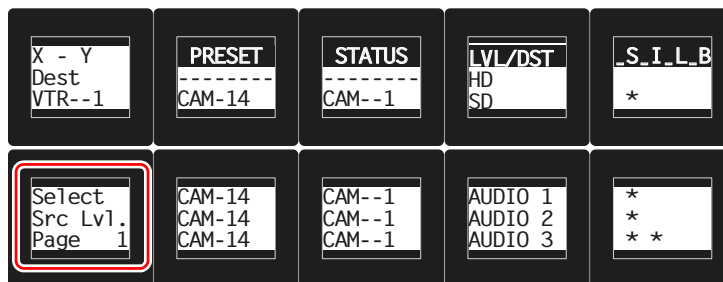 X - Y
Dest
VTR--1
PRESET
--------
CAM-14
STATUS
--------
CAM--1
LVL/DST
HD
SD
_S_I_L_B
*
Select
Src Lvl.
Page 1
CAM-14
CAM-14
CAM-14
CAM--1
CAM--1
CAM--1
AUDIO 1
AUDIO 2
AUDIO 3
*
*
* *